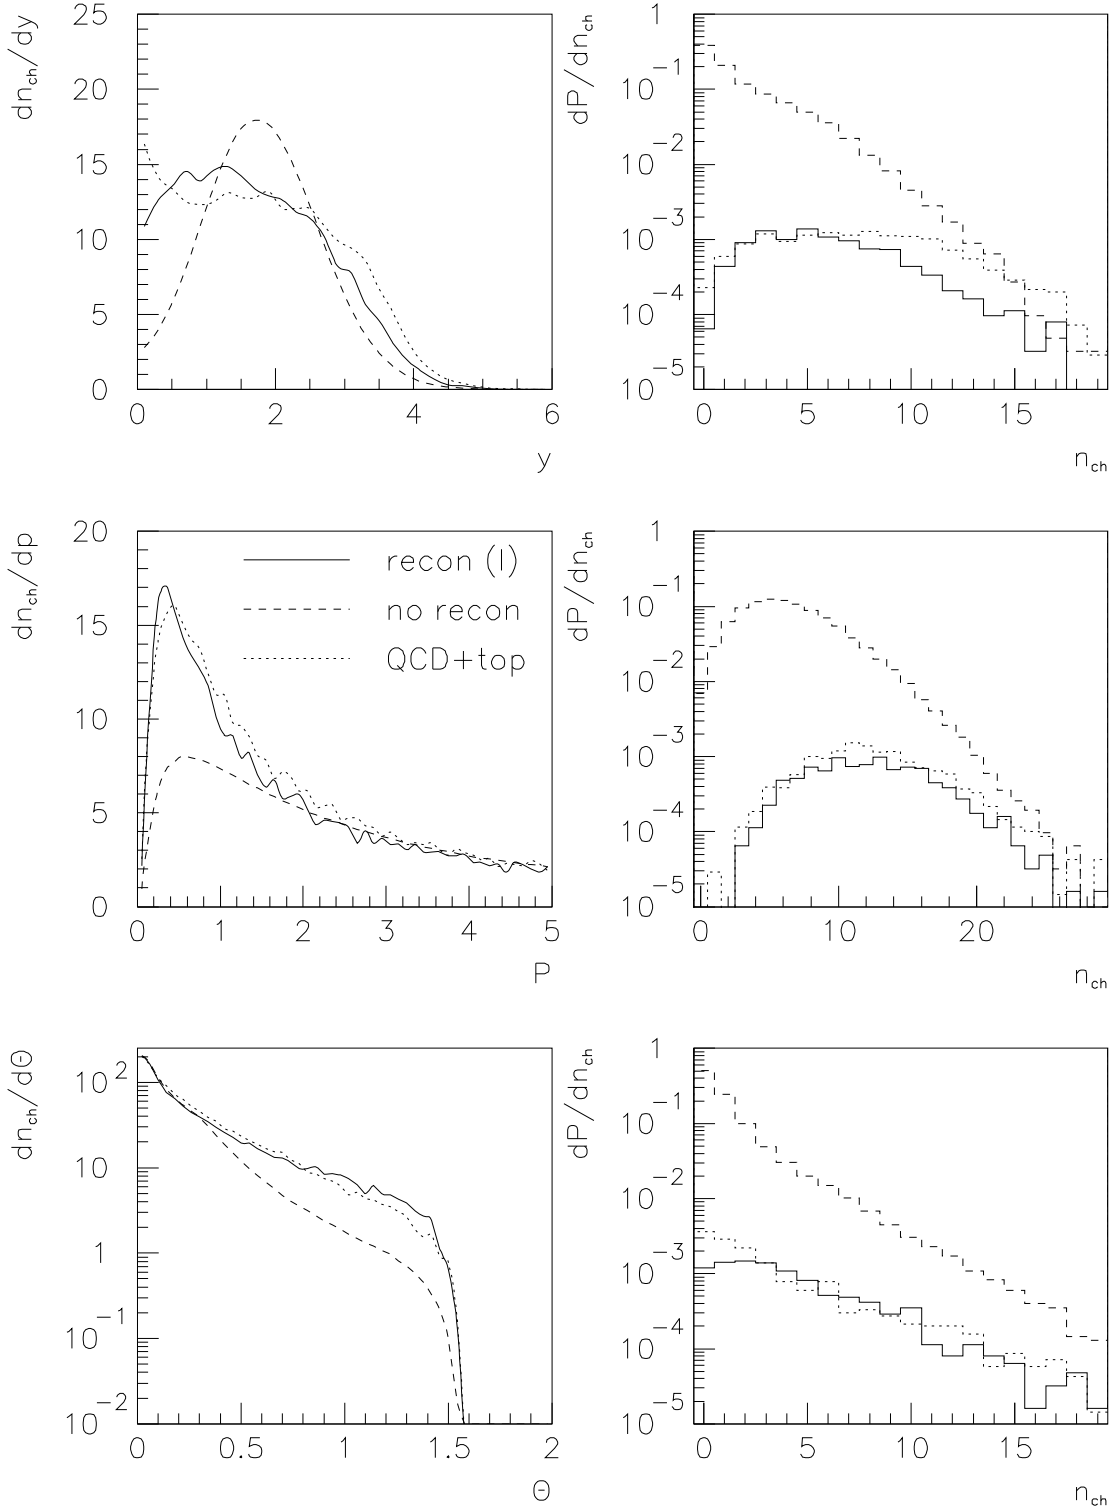 dn_ch/dy
25
20
15
10
5
0
0 2 4 6
y
dP/dn_ch
1
10^-1
10^-2
10^-3
10^-4
10^-5
0 5 10 15
n_ch
dn_ch/dp
20
15
10
5
0
0 1 2 3 4 5
P
recon (I)
no recon
QCD+top
dP/dn_ch
1
10^-1
10^-2
10^-3
10^-4
10^-5
0 10 20
n_ch
dn_ch/dΘ
10^2
10
1
10^-1
10^-2
0 0.5 1 1.5 2
Θ
dP/dn_ch
1
10^-1
10^-2
10^-3
10^-4
10^-5
0 5 10 15
n_ch